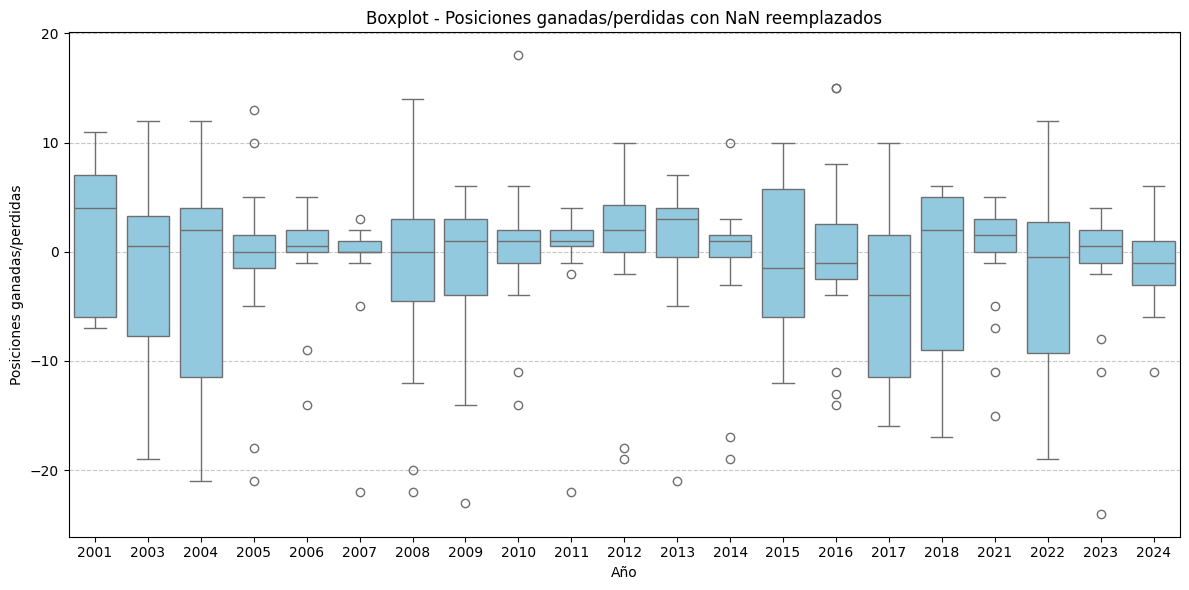 Boxplot - Posiciones ganadas/perdidas con NaN reemplazados
Posiciones ganadas/perdidas
20
10
0
−10
−20
2001 2003 2004 2005 2006 2007 2008 2009 2010 2011 2012 2013 2014 2015 2016 2017 2018 2021 2022 2023 2024
Año